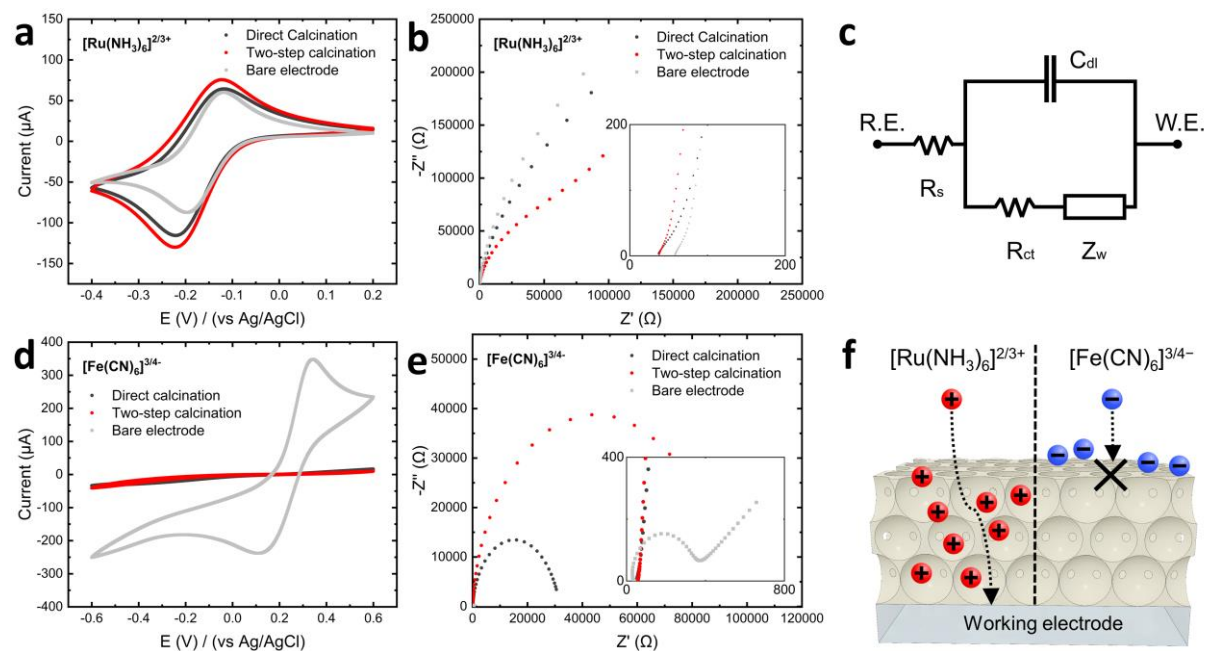 a
[Ru(NH₃)₆]²/³⁺
Direct Calcination
Two-step calcination
Bare electrode
100
75
50
25
0
-25
-50
-75
-100
-125
-150
-0.4 -0.3 -0.2 -0.1 0.0 0.1 0.2
Current (µA)
E (V) / (vs Ag/AgCl)
b
[Ru(NH₃)₆]²/³⁺
Direct Calcination
Two-step calcination
Bare electrode
250000
200000
150000
100000
50000
0
0 50000 100000 150000 200000 250000
-Z'' (Ω)
Z' (Ω)
200
0
0 200
c
C dl
R.E.
W.E.
Rs
Rct
Zw
d
[Fe(CN)₆]³/⁴⁻
Direct calcination
Two-step calcination
Bare electrode
400
300
200
100
0
-100
-200
-300
-400
-0.6 -0.4 -0.2 0.0 0.2 0.4 0.6
Current (µA)
E (V) / (vs Ag/AgCl)
e
[Fe(CN)₆]³/⁴⁻
Direct calcination
Two-step calcination
Bare electrode
50000
40000
30000
20000
10000
0
0 20000 40000 60000 80000 100000 120000
-Z'' (Ω)
Z' (Ω)
400
0
0 800
f
[Ru(NH₃)₆]²/³⁺ [Fe(CN)₆]³/⁴⁻
Working electrode